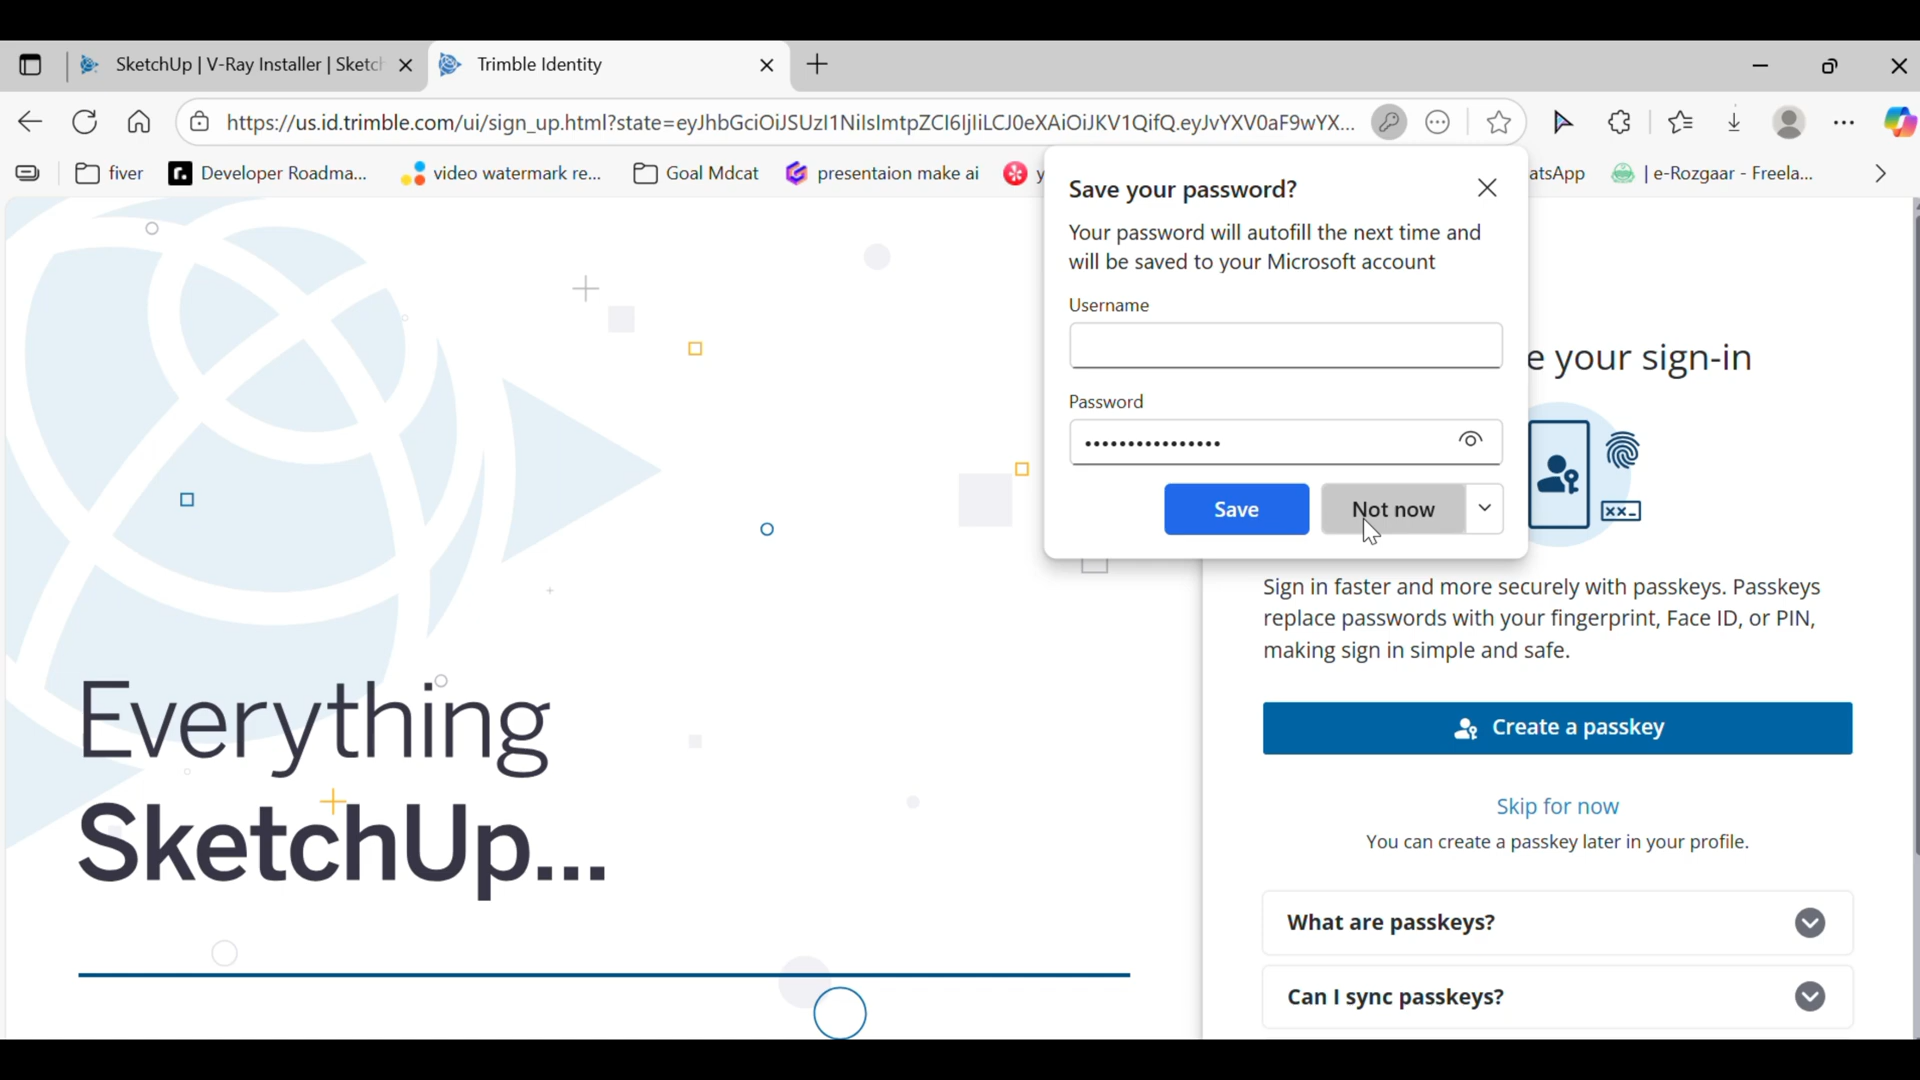 SketchUp | V-Ray Installer | Sketch
Trimble Identity
https://us.id.trimble.com/ui/sign_up.html?state=eyJhbGciOiJSUzI1NiIsImtpZCI6IjIiLCJ0eXAiOiJKV1QifQ.eyJvYXV0aF9wYX...
fiver
Developer Roadma...
video watermark re...
Goal Mdcat
presentaion make ai
y
atsApp
| e-Rozgaar - Freela...
Save your password?
Your password will autofill the next time and
will be saved to your Microsoft account
Username
Password
••••••••••••••••
Save
Not now
e your sign-in
xx_
Sign in faster and more securely with passkeys. Passkeys
replace passwords with your fingerprint, Face ID, or PIN,
making sign in simple and safe.
Create a passkey
Skip for now
You can create a passkey later in your profile.
What are passkeys?
Can I sync passkeys?
Everything
SketchUp...